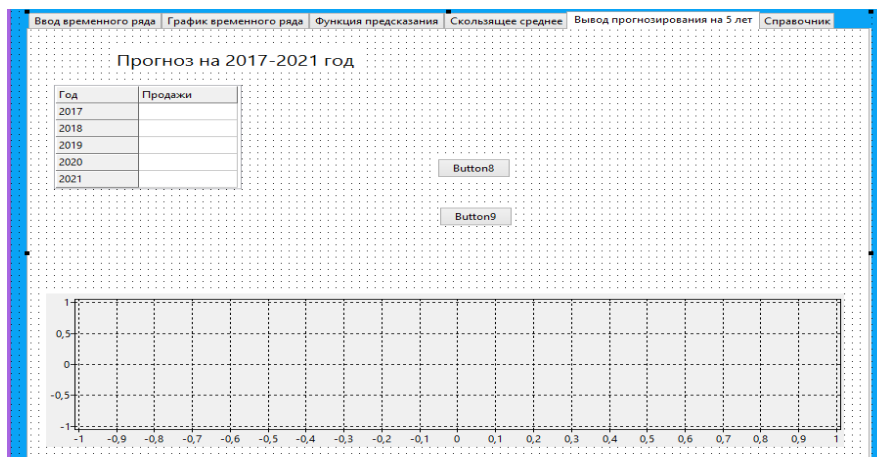 Ввод временного ряда График временного ряда Функция предсказания Скользящее среднее Вывод прогнозирования на 5 лет Справочник
Прогноз на 2017-2021 год
Год Продажи
2017
2018
2019
2020
2021
Button8
Button9
1
0,5
0
-0,5
-1
-1 -0,9 -0,8 -0,7 -0,6 -0,5 -0,4 -0,3 -0,2 -0,1 0 0,1 0,2 0,3 0,4 0,5 0,6 0,7 0,8 0,9 1